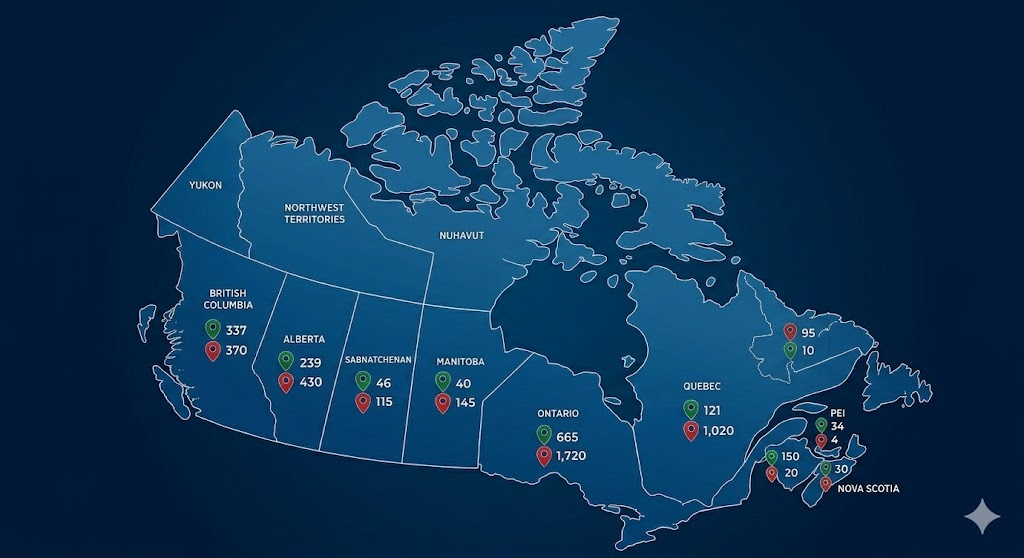 YUKON
NORTHWEST
TERRITORIES
NUHAVUT
BRITISH
COLUMBIA
337
370
ALBERTA
239
430
SABNATCHENAN
46
115
MANITOBA
40
145
ONTARIO
665
1,720
QUEBEC
121
1,020
95
10
PEI
34
4
150
20
30
NOVA SCOTIA